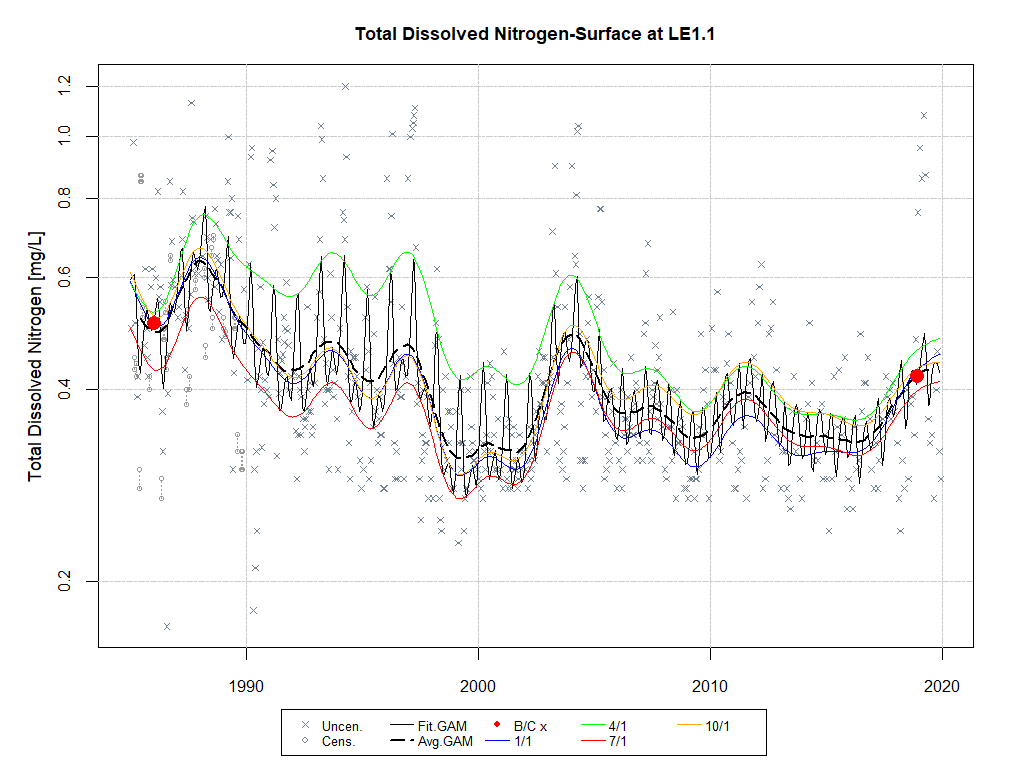 Total Dissolved Nitrogen-Surface at LE1.1
Total Dissolved Nitrogen [mg/L]
1.2
1.0
0.8
0.6
0.4
0.2
1990 2000 2010 2020
Uncen. Fit.GAM B/C x 4/1 10/1
Cens. Avg.GAM 1/1 7/1